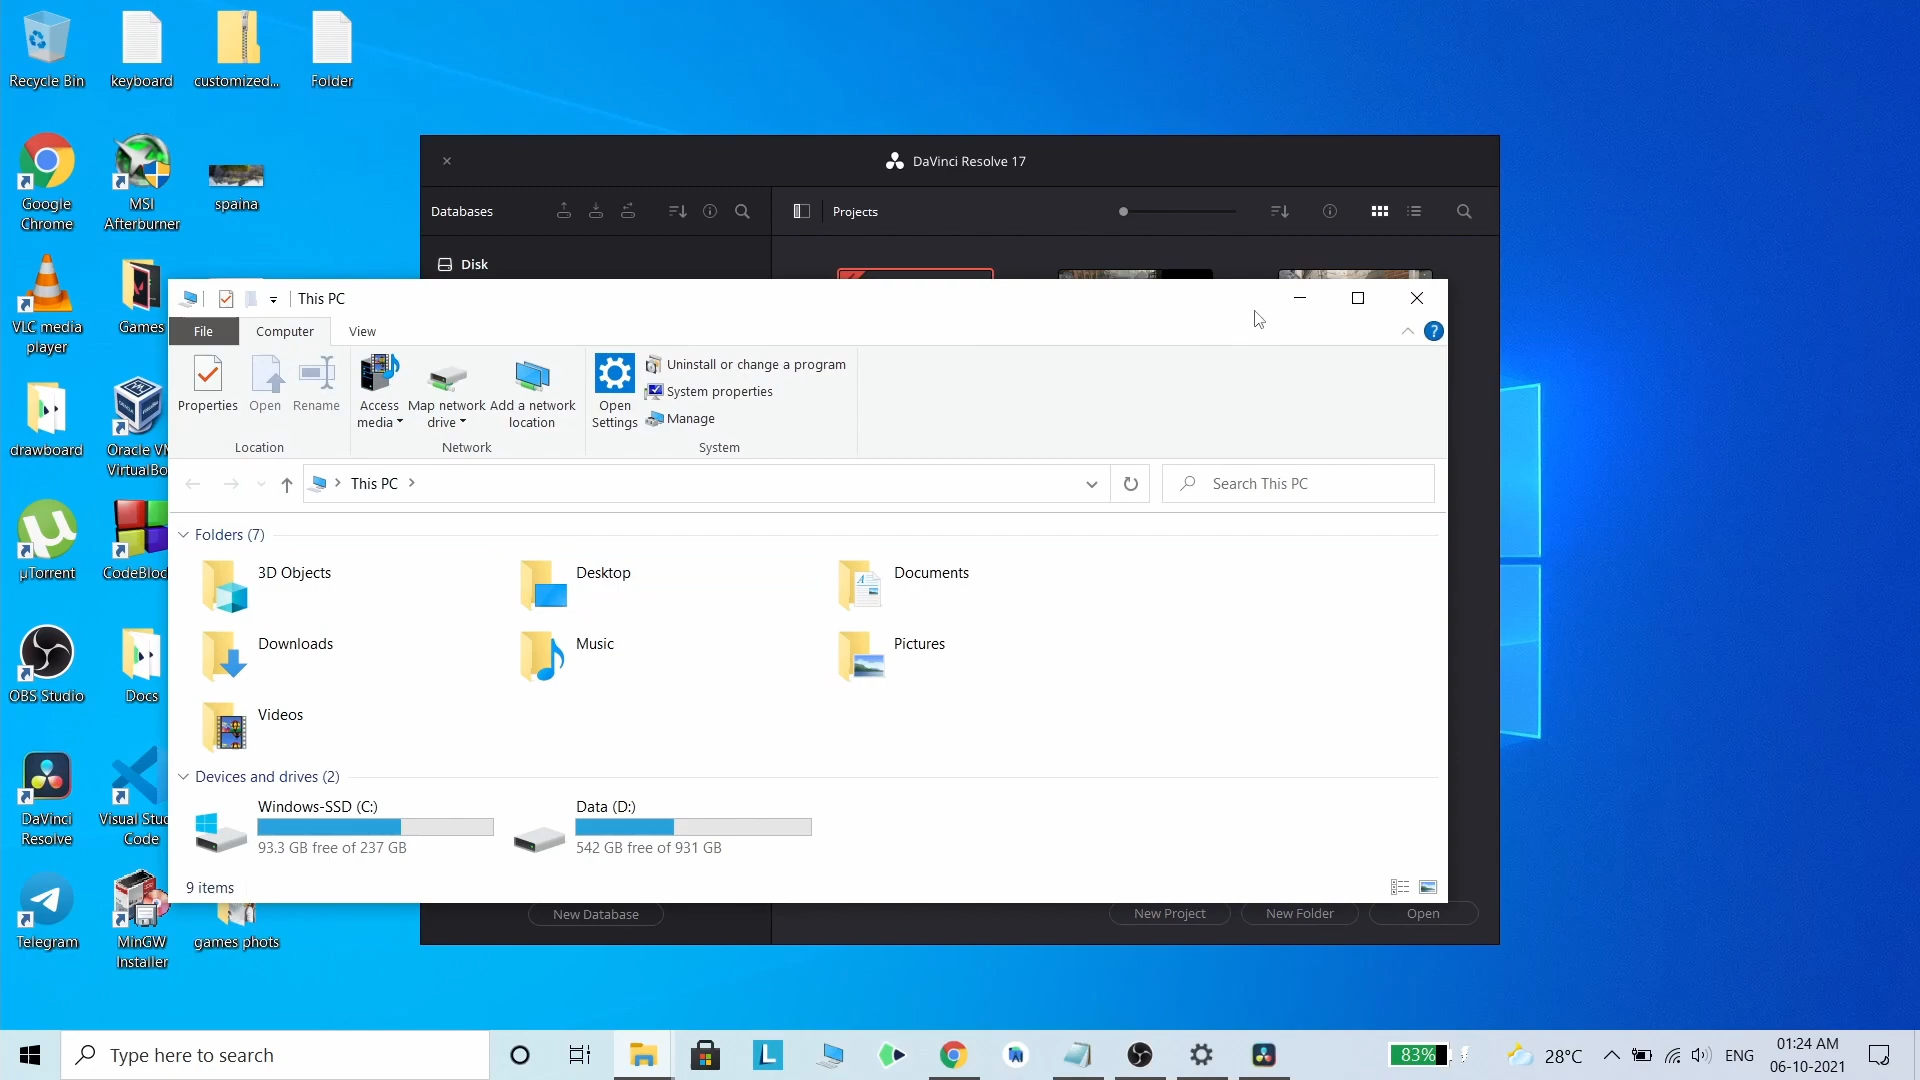 Recycle Bin
keyboard
customized...
Folder
Google
Chrome
MSI
Afterburner
spaina
VLC media
player
Games
drawboard
Oracle VM
VirtualBo
µTorrent
CodeBloc
OBS Studio
Docs
DaVinci
Resolve
Visual Stud
Code
Telegram
MinGW
Installer
games phots
DaVinci Resolve 17
Databases
Projects
Disk
This PC
File
Computer
View
Properties
Open
Rename
Location
Access
media
Map network
drive
Add a network
location
Network
Open
Settings
Uninstall or change a program
System properties
Manage
System
This PC
Search This PC
Folders (7)
3D Objects
Desktop
Documents
Downloads
Music
Pictures
Videos
Devices and drives (2)
Windows-SSD (C:)
93.3 GB free of 237 GB
Data (D:)
542 GB free of 931 GB
9 items
New Database
New Project
New Folder
Open
Type here to search
83%
28°C
ENG
01:24 AM
06-10-2021